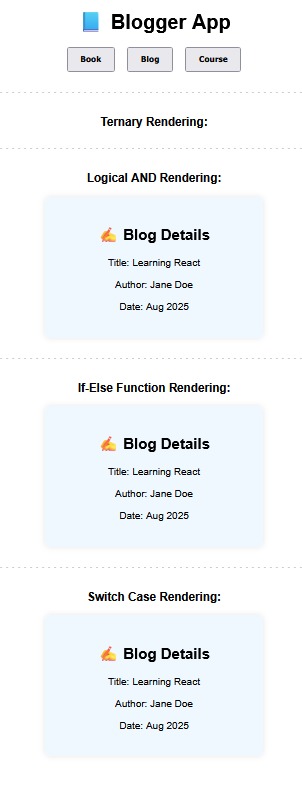 📘 Blogger App
Book Blog Course
Ternary Rendering:
Logical AND Rendering:
✍️ Blog Details
Title: Learning React
Author: Jane Doe
Date: Aug 2025
If-Else Function Rendering:
✍️ Blog Details
Title: Learning React
Author: Jane Doe
Date: Aug 2025
Switch Case Rendering:
✍️ Blog Details
Title: Learning React
Author: Jane Doe
Date: Aug 2025